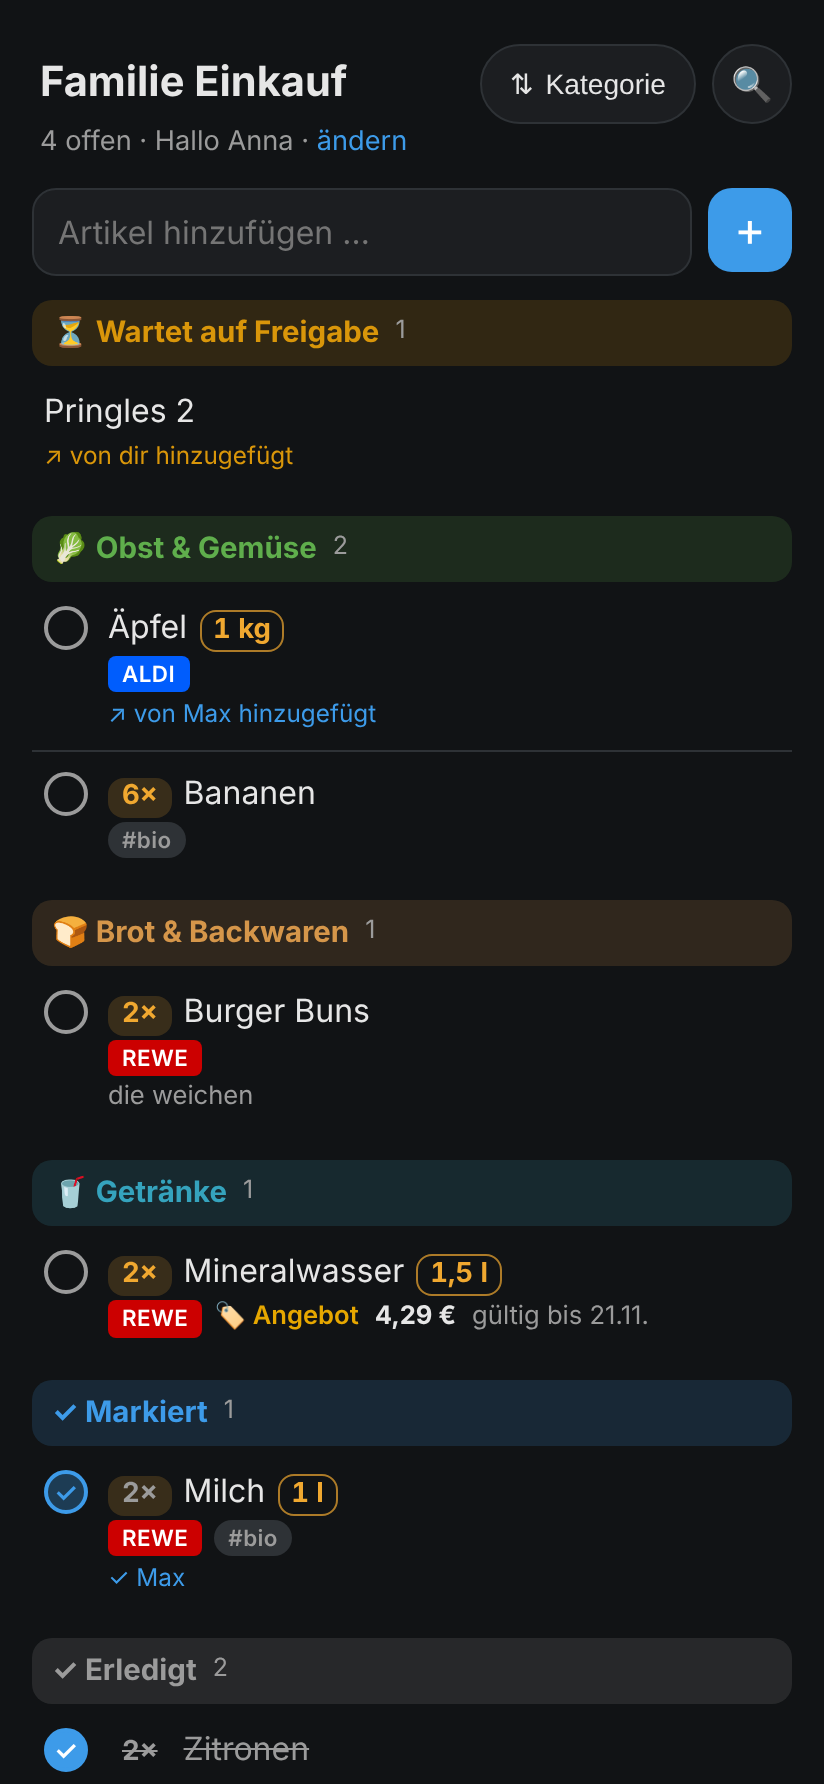 Familie Einkauf
⇅ Kategorie
4 offen · Hallo Anna · ändern
Artikel hinzufügen ...
+
Wartet auf Freigabe 1
Pringles 2
↗ von dir hinzugefügt
Obst & Gemüse 2
Äpfel 1 kg
ALDI
↗ von Max hinzugefügt
6× Bananen
#bio
Brot & Backwaren 1
2× Burger Buns
REWE
die weichen
Getränke 1
2× Mineralwasser 1,5 l
REWE Angebot 4,29 € gültig bis 21.11.
✓ Markiert 1
2× Milch 1 l
REWE #bio
✓ Max
✓ Erledigt 2
2× Zitronen